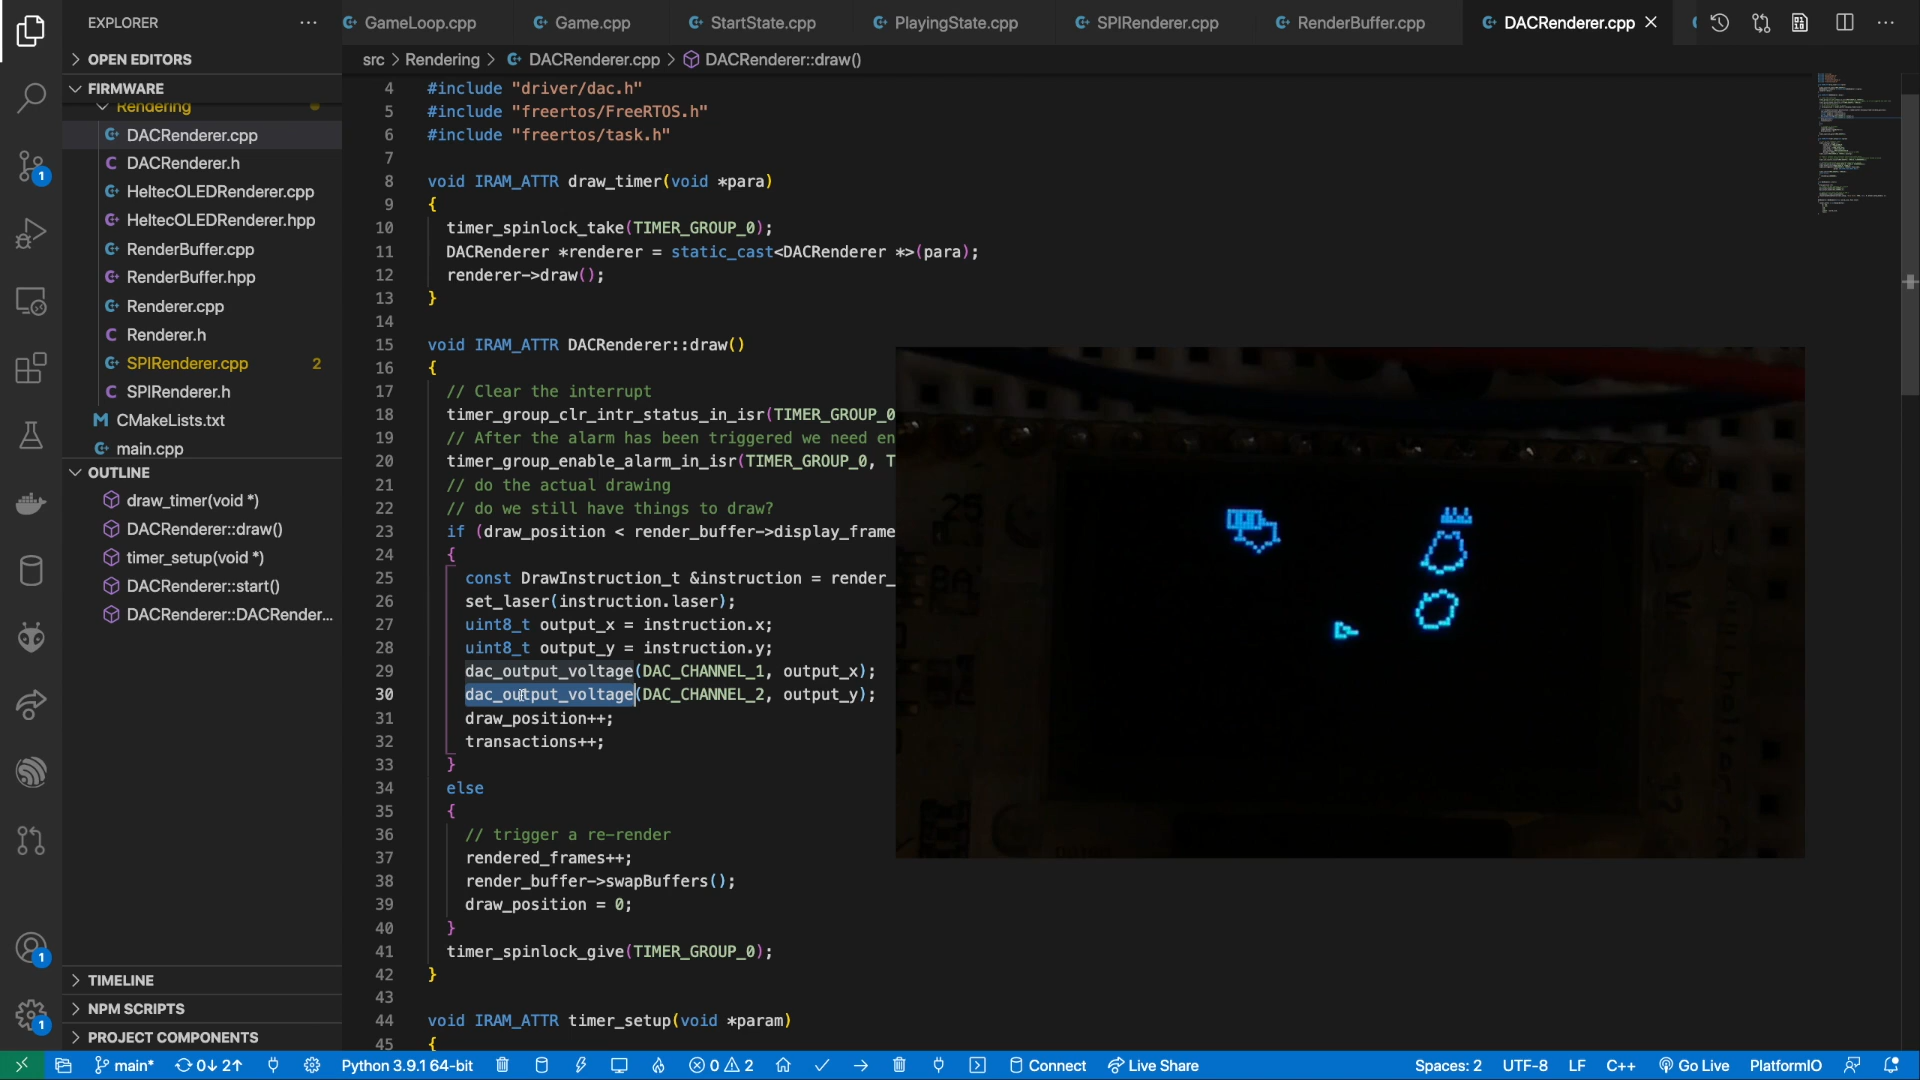 EXPLORER
GameLoop.cpp
Game.cpp
StartState.cpp
PlayingState.cpp
SPIRenderer.cpp
RenderBuffer.cpp
DACRenderer.cpp
OPEN EDITORS
src > Rendering > DACRenderer.cpp > DACRenderer::draw()
FIRMWARE
Rendering
DACRenderer.cpp
DACRenderer.h
HeltecOLEDRenderer.cpp
HeltecOLEDRenderer.hpp
RenderBuffer.cpp
RenderBuffer.hpp
Renderer.cpp
Renderer.h
SPIRenderer.cpp 2
SPIRenderer.h
CMakeLists.txt
main.cpp
OUTLINE
draw_timer(void *)
DACRenderer::draw()
timer_setup(void *)
DACRenderer::start()
DACRenderer::DACRender...
TIMELINE
NPM SCRIPTS
PROJECT COMPONENTS
1
1
1
4 #include "driver/dac.h"
5 #include "freertos/FreeRTOS.h"
6 #include "freertos/task.h"
7
8 void IRAM_ATTR draw_timer(void *para)
9 {
10 timer_spinlock_take(TIMER_GROUP_0);
11 DACRenderer *renderer = static_cast<DACRenderer *>(para);
12 renderer->draw();
13 }
14
15 void IRAM_ATTR DACRenderer::draw()
16 {
17 // Clear the interrupt
18 timer_group_clr_intr_status_in_isr(TIMER_GROUP_0
19 // After the alarm has been triggered we need en
20 timer_group_enable_alarm_in_isr(TIMER_GROUP_0, T
21 // do the actual drawing
22 // do we still have things to draw?
23 if (draw_position < render_buffer->display_frame
24 {
25 const DrawInstruction_t &instruction = render_
26 set_laser(instruction.laser);
27 uint8_t output_x = instruction.x;
28 uint8_t output_y = instruction.y;
29 dac_output_voltage(DAC_CHANNEL_1, output_x);
30 dac_output_voltage(DAC_CHANNEL_2, output_y);
31 draw_position++;
32 transactions++;
33 }
34 else
35 {
36 // trigger a re-render
37 rendered_frames++;
38 render_buffer->swapBuffers();
39 draw_position = 0;
40 }
41 timer_spinlock_give(TIMER_GROUP_0);
42 }
43
44 void IRAM_ATTR timer_setup(void *param)
45 {
25
main* 0↓ 2↑ Python 3.9.1 64-bit 0 2 Connect Live Share Spaces: 2 UTF-8 LF C++ Go Live PlatformIO